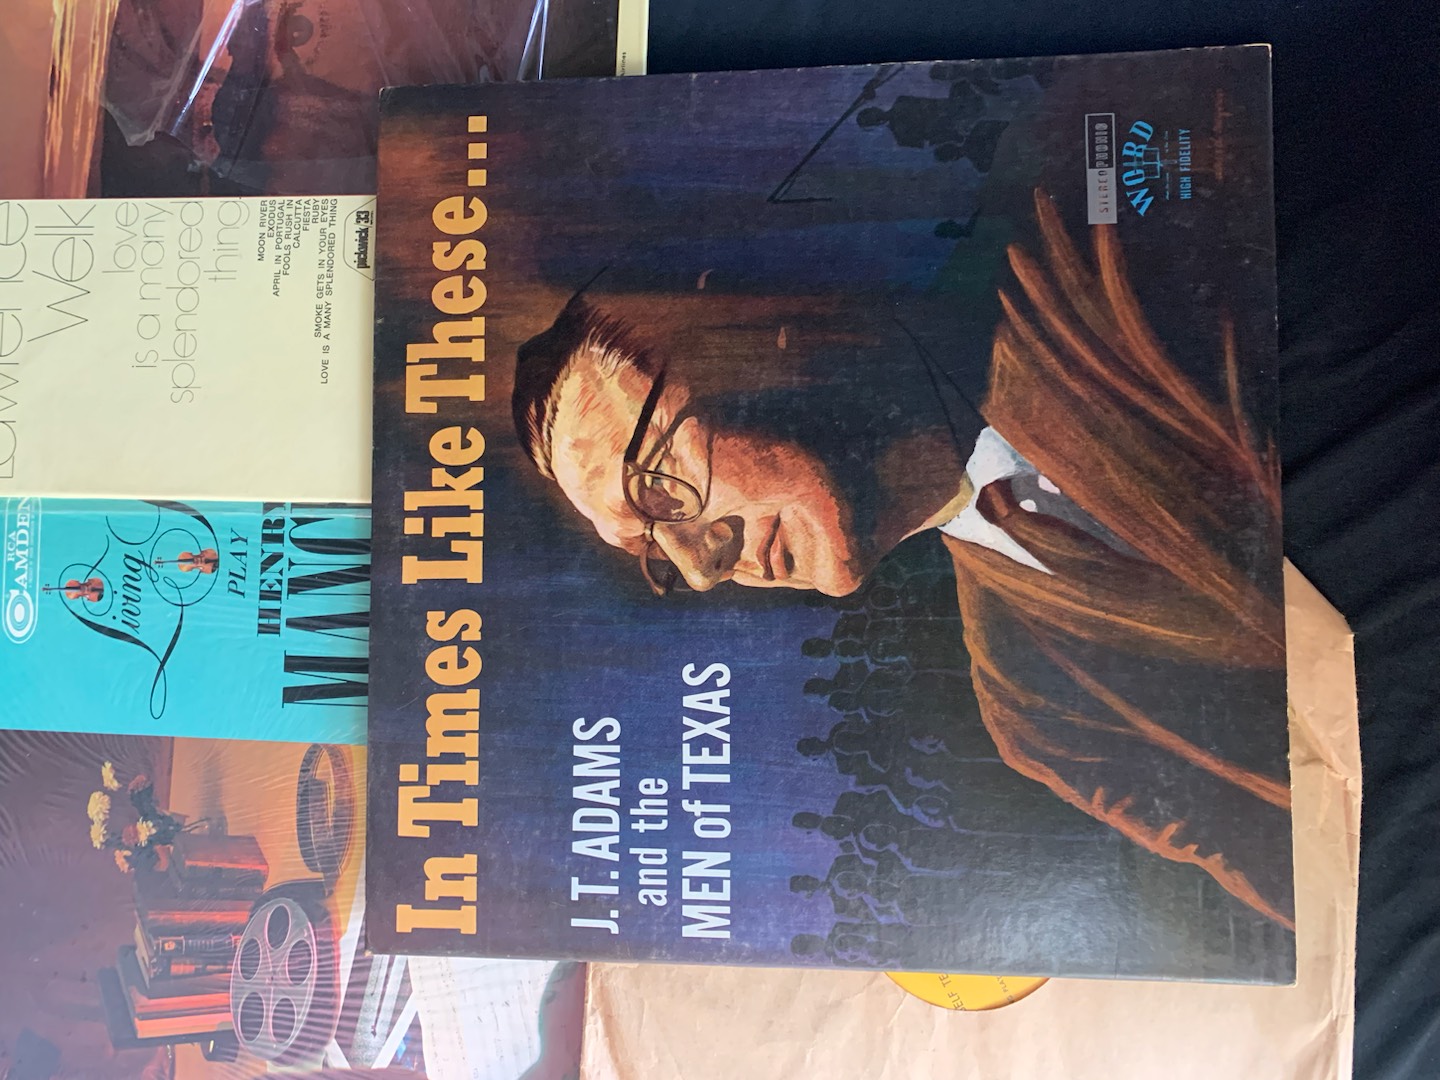 In Times Like These...
J. T. ADAMS
and the
MEN of TEXAS
STEREOPHONIC
WORD
HIGH FIDELITY
Welk
love
is a many
splendored
thing
MOON RIVER
EXODUS
APRIL IN PORTUGAL
FOOLS RUSH IN
CALCUTTA
FIESTA
RUBY
SMOKE GETS IN YOUR EYES
LOVE IS A MANY SPLENDORED THING
pickwick/33
RCA
CAMDEN
Living
PLAY
HENRY